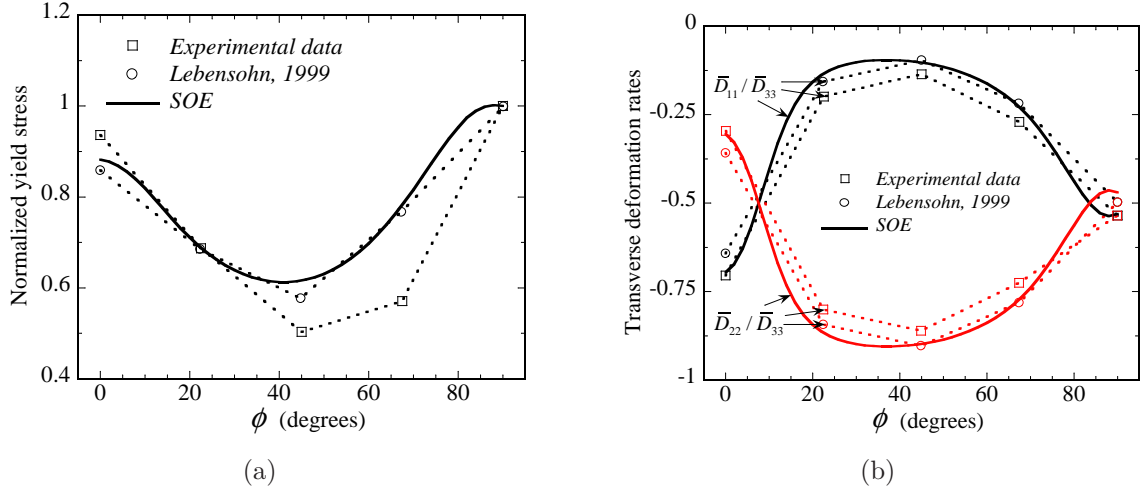 1.2
1
0.8
0.6
0.4
Normalized yield stress
Experimental data
Lebensohn, 1999
SOE
0 20 40 60 80
ϕ (degrees)
(a)
-0
-0.25
-0.5
-0.75
-1
Transverse deformation rates
D̅₁₁ / D̅₃₃
Experimental data
Lebensohn, 1999
SOE
D̅₂₂ / D̅₃₃
0 20 40 60 80
ϕ (degrees)
(b)